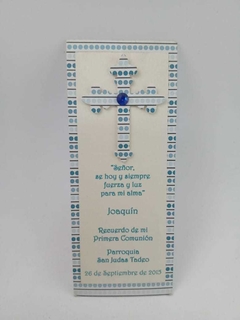 "Señor,
se hoy y siempre
fuerza y luz
para mi alma"
Joaquín
Recuerdo de mi
Primera Comunión
Parroquia
San Judas Tadeo
26 de Septiembre de 2015